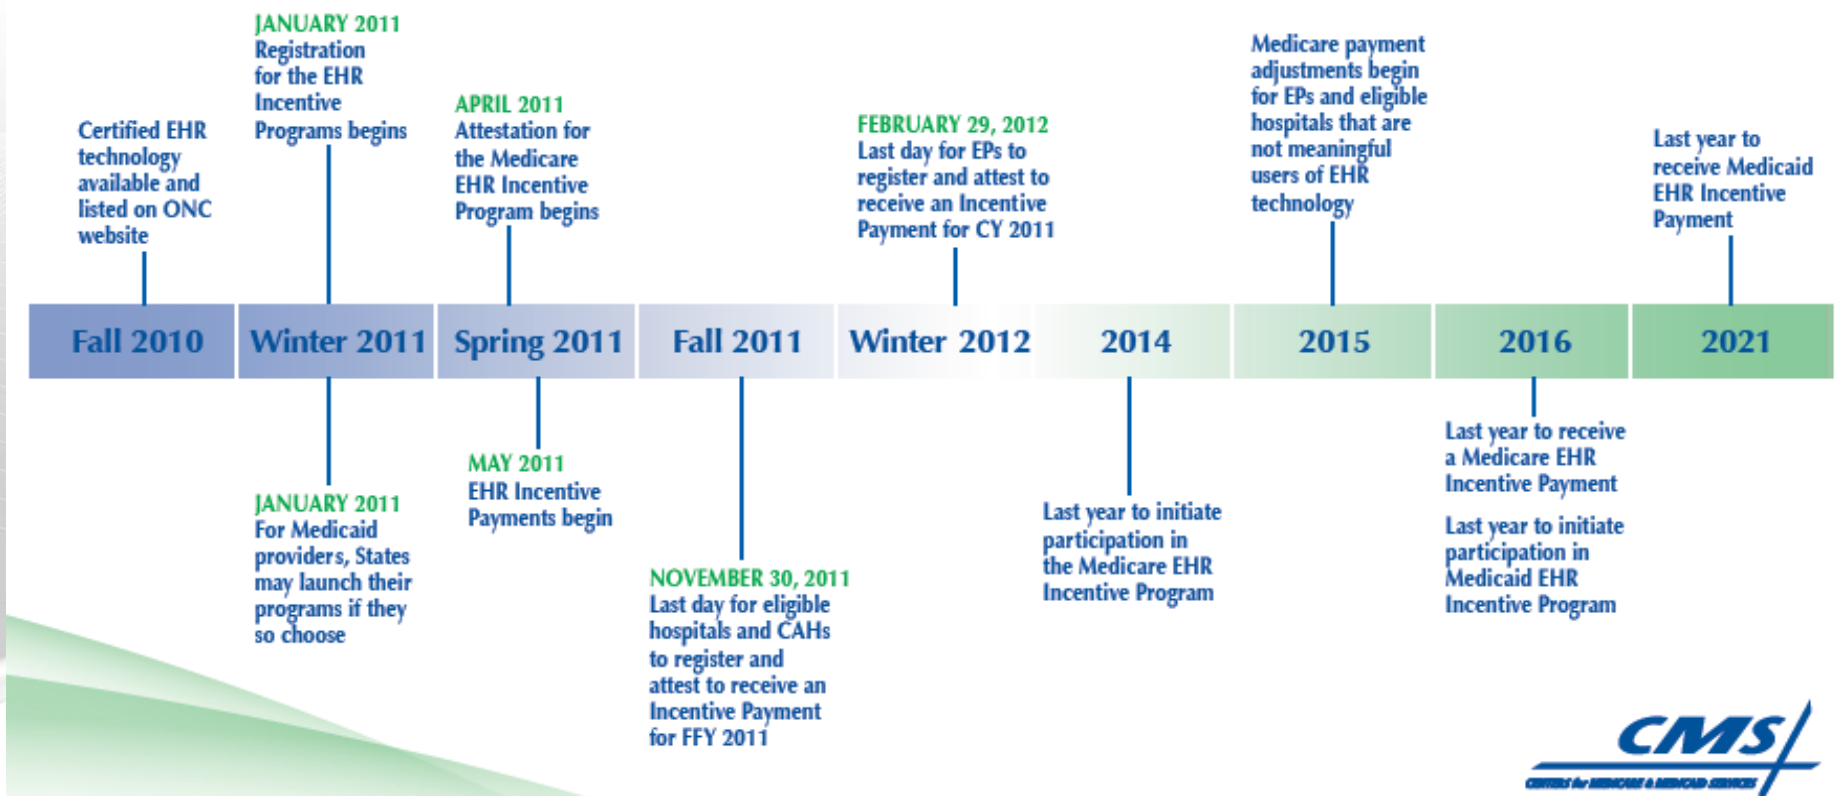 JANUARY 2011
Registration
for the EHR
Incentive
Programs begins
Certified EHR
technology
available and
listed on ONC
website
APRIL 2011
Attestation for
the Medicare
EHR Incentive
Program begins
FEBRUARY 29, 2012
Last day for EPs to
register and attest to
receive an Incentive
Payment for CY 2011
Medicare payment
adjustments begin
for EPs and eligible
hospitals that are
not meaningful
users of EHR
technology
Last year to
receive Medicaid
EHR Incentive
Payment
Fall 2010
Winter 2011
Spring 2011
Fall 2011
Winter 2012
2014
2015
2016
2021
JANUARY 2011
For Medicaid
providers, States
may launch their
programs if they
so choose
MAY 2011
EHR Incentive
Payments begin
NOVEMBER 30, 2011
Last day for eligible
hospitals and CAHs
to register and
attest to receive an
Incentive Payment
for FFY 2011
Last year to initiate
participation in
the Medicare EHR
Incentive Program
Last year to receive
a Medicare EHR
Incentive Payment
Last year to initiate
participation in
Medicaid EHR
Incentive Program
CMS
CENTERS for MEDICARE & MEDICAID SERVICES